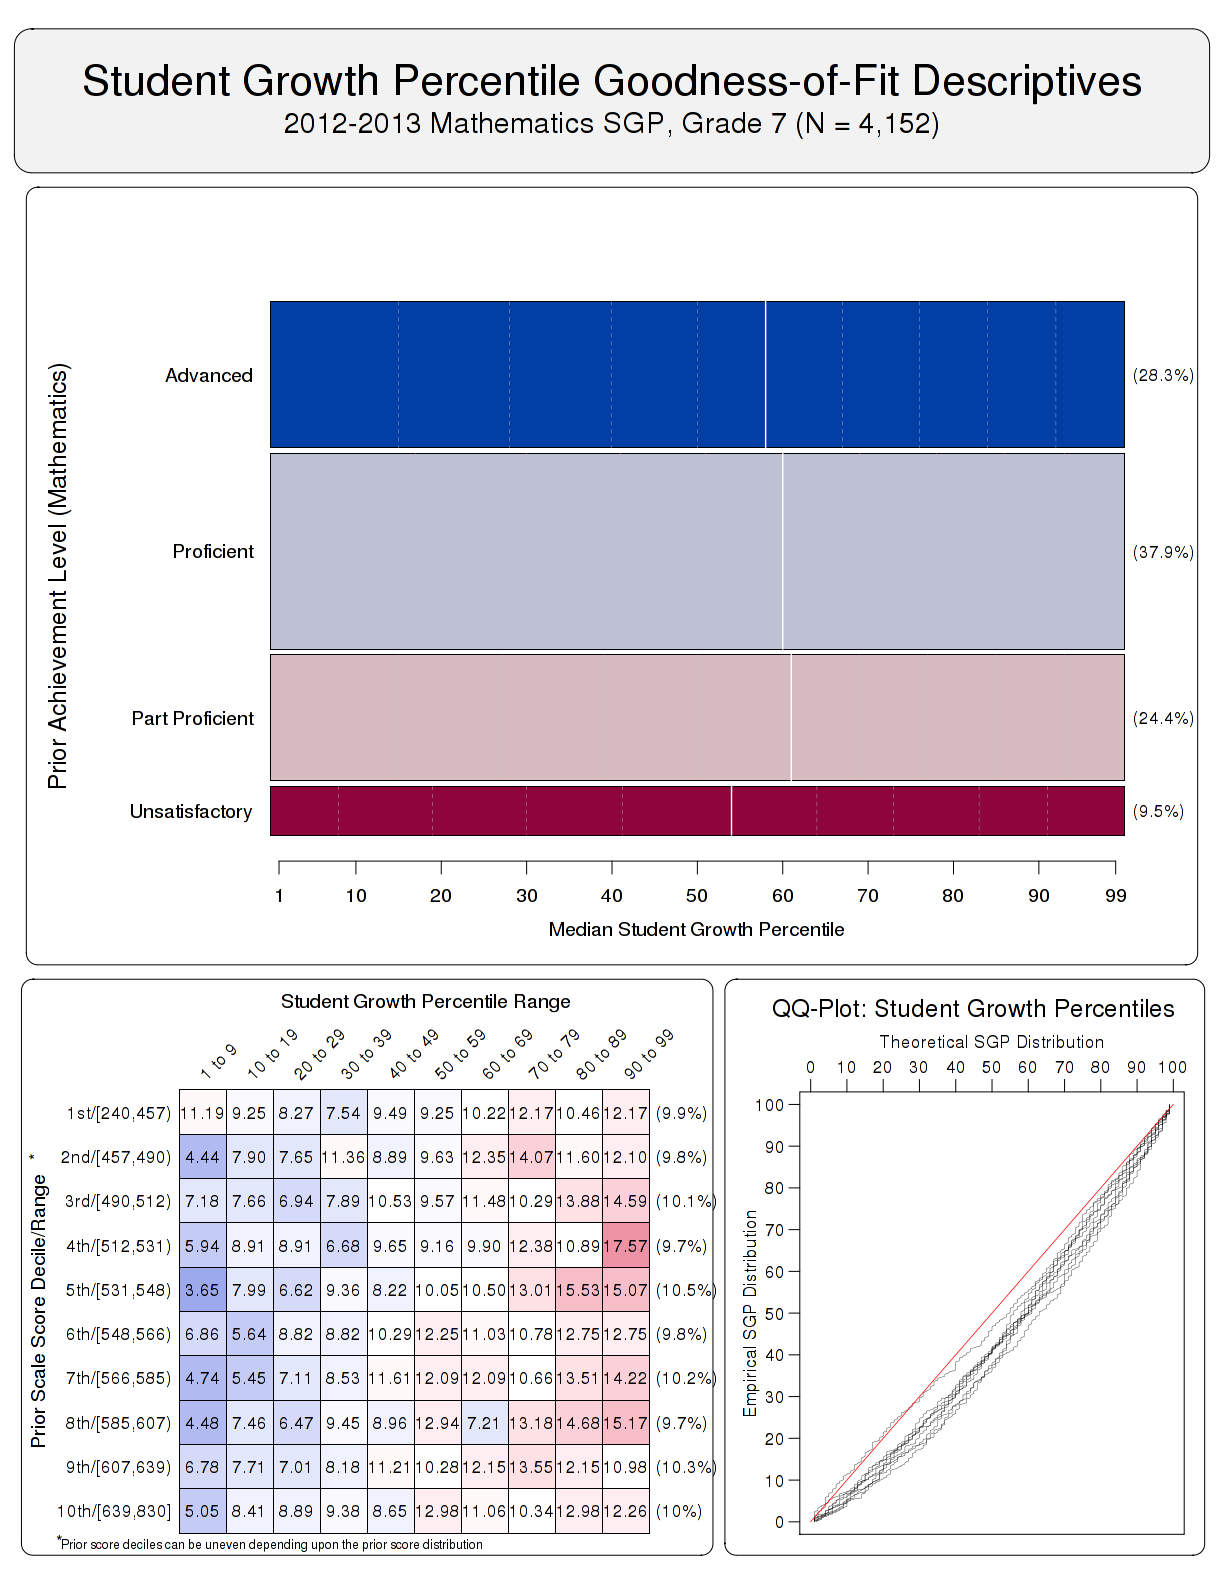 Student Growth Percentile Goodness-of-Fit Descriptives
2012-2013 Mathematics SGP, Grade 7 (N = 4,152)
Prior Achievement Level (Mathematics)
Advanced (28.3%)
Proficient (37.9%)
Part Proficient (24.4%)
Unsatisfactory (9.5%)
1 10 20 30 40 50 60 70 80 90 99
Median Student Growth Percentile
Student Growth Percentile Range
1 to 9 10 to 19 20 to 29 30 to 39 40 to 49 50 to 59 60 to 69 70 to 79 80 to 89 90 to 99
Prior Scale Score Decile/Range *
1st/[240,457) 11.19 9.25 8.27 7.54 9.49 9.25 10.22 12.17 10.46 12.17 (9.9%)
2nd/[457,490) 4.44 7.90 7.65 11.36 8.89 9.63 12.35 14.07 11.60 12.10 (9.8%)
3rd/[490,512) 7.18 7.66 6.94 7.89 10.53 9.57 11.48 10.29 13.88 14.59 (10.1%)
4th/[512,531) 5.94 8.91 8.91 6.68 9.65 9.16 9.90 12.38 10.89 17.57 (9.7%)
5th/[531,548) 3.65 7.99 6.62 9.36 8.22 10.05 10.50 13.01 15.53 15.07 (10.5%)
6th/[548,566) 6.86 5.64 8.82 8.82 10.29 12.25 11.03 10.78 12.75 12.75 (9.8%)
7th/[566,585) 4.74 5.45 7.11 8.53 11.61 12.09 12.09 10.66 13.51 14.22 (10.2%)
8th/[585,607) 4.48 7.46 6.47 9.45 8.96 12.94 7.21 13.18 14.68 15.17 (9.7%)
9th/[607,639) 6.78 7.71 7.01 8.18 11.21 10.28 12.15 13.55 12.15 10.98 (10.3%)
10th/[639,830] 5.05 8.41 8.89 9.38 8.65 12.98 11.06 10.34 12.98 12.26 (10%)
*Prior score deciles can be uneven depending upon the prior score distribution
QQ-Plot: Student Growth Percentiles
Theoretical SGP Distribution
0 10 20 30 40 50 60 70 80 90 100
Empirical SGP Distribution
100
90
80
70
60
50
40
30
20
10
0